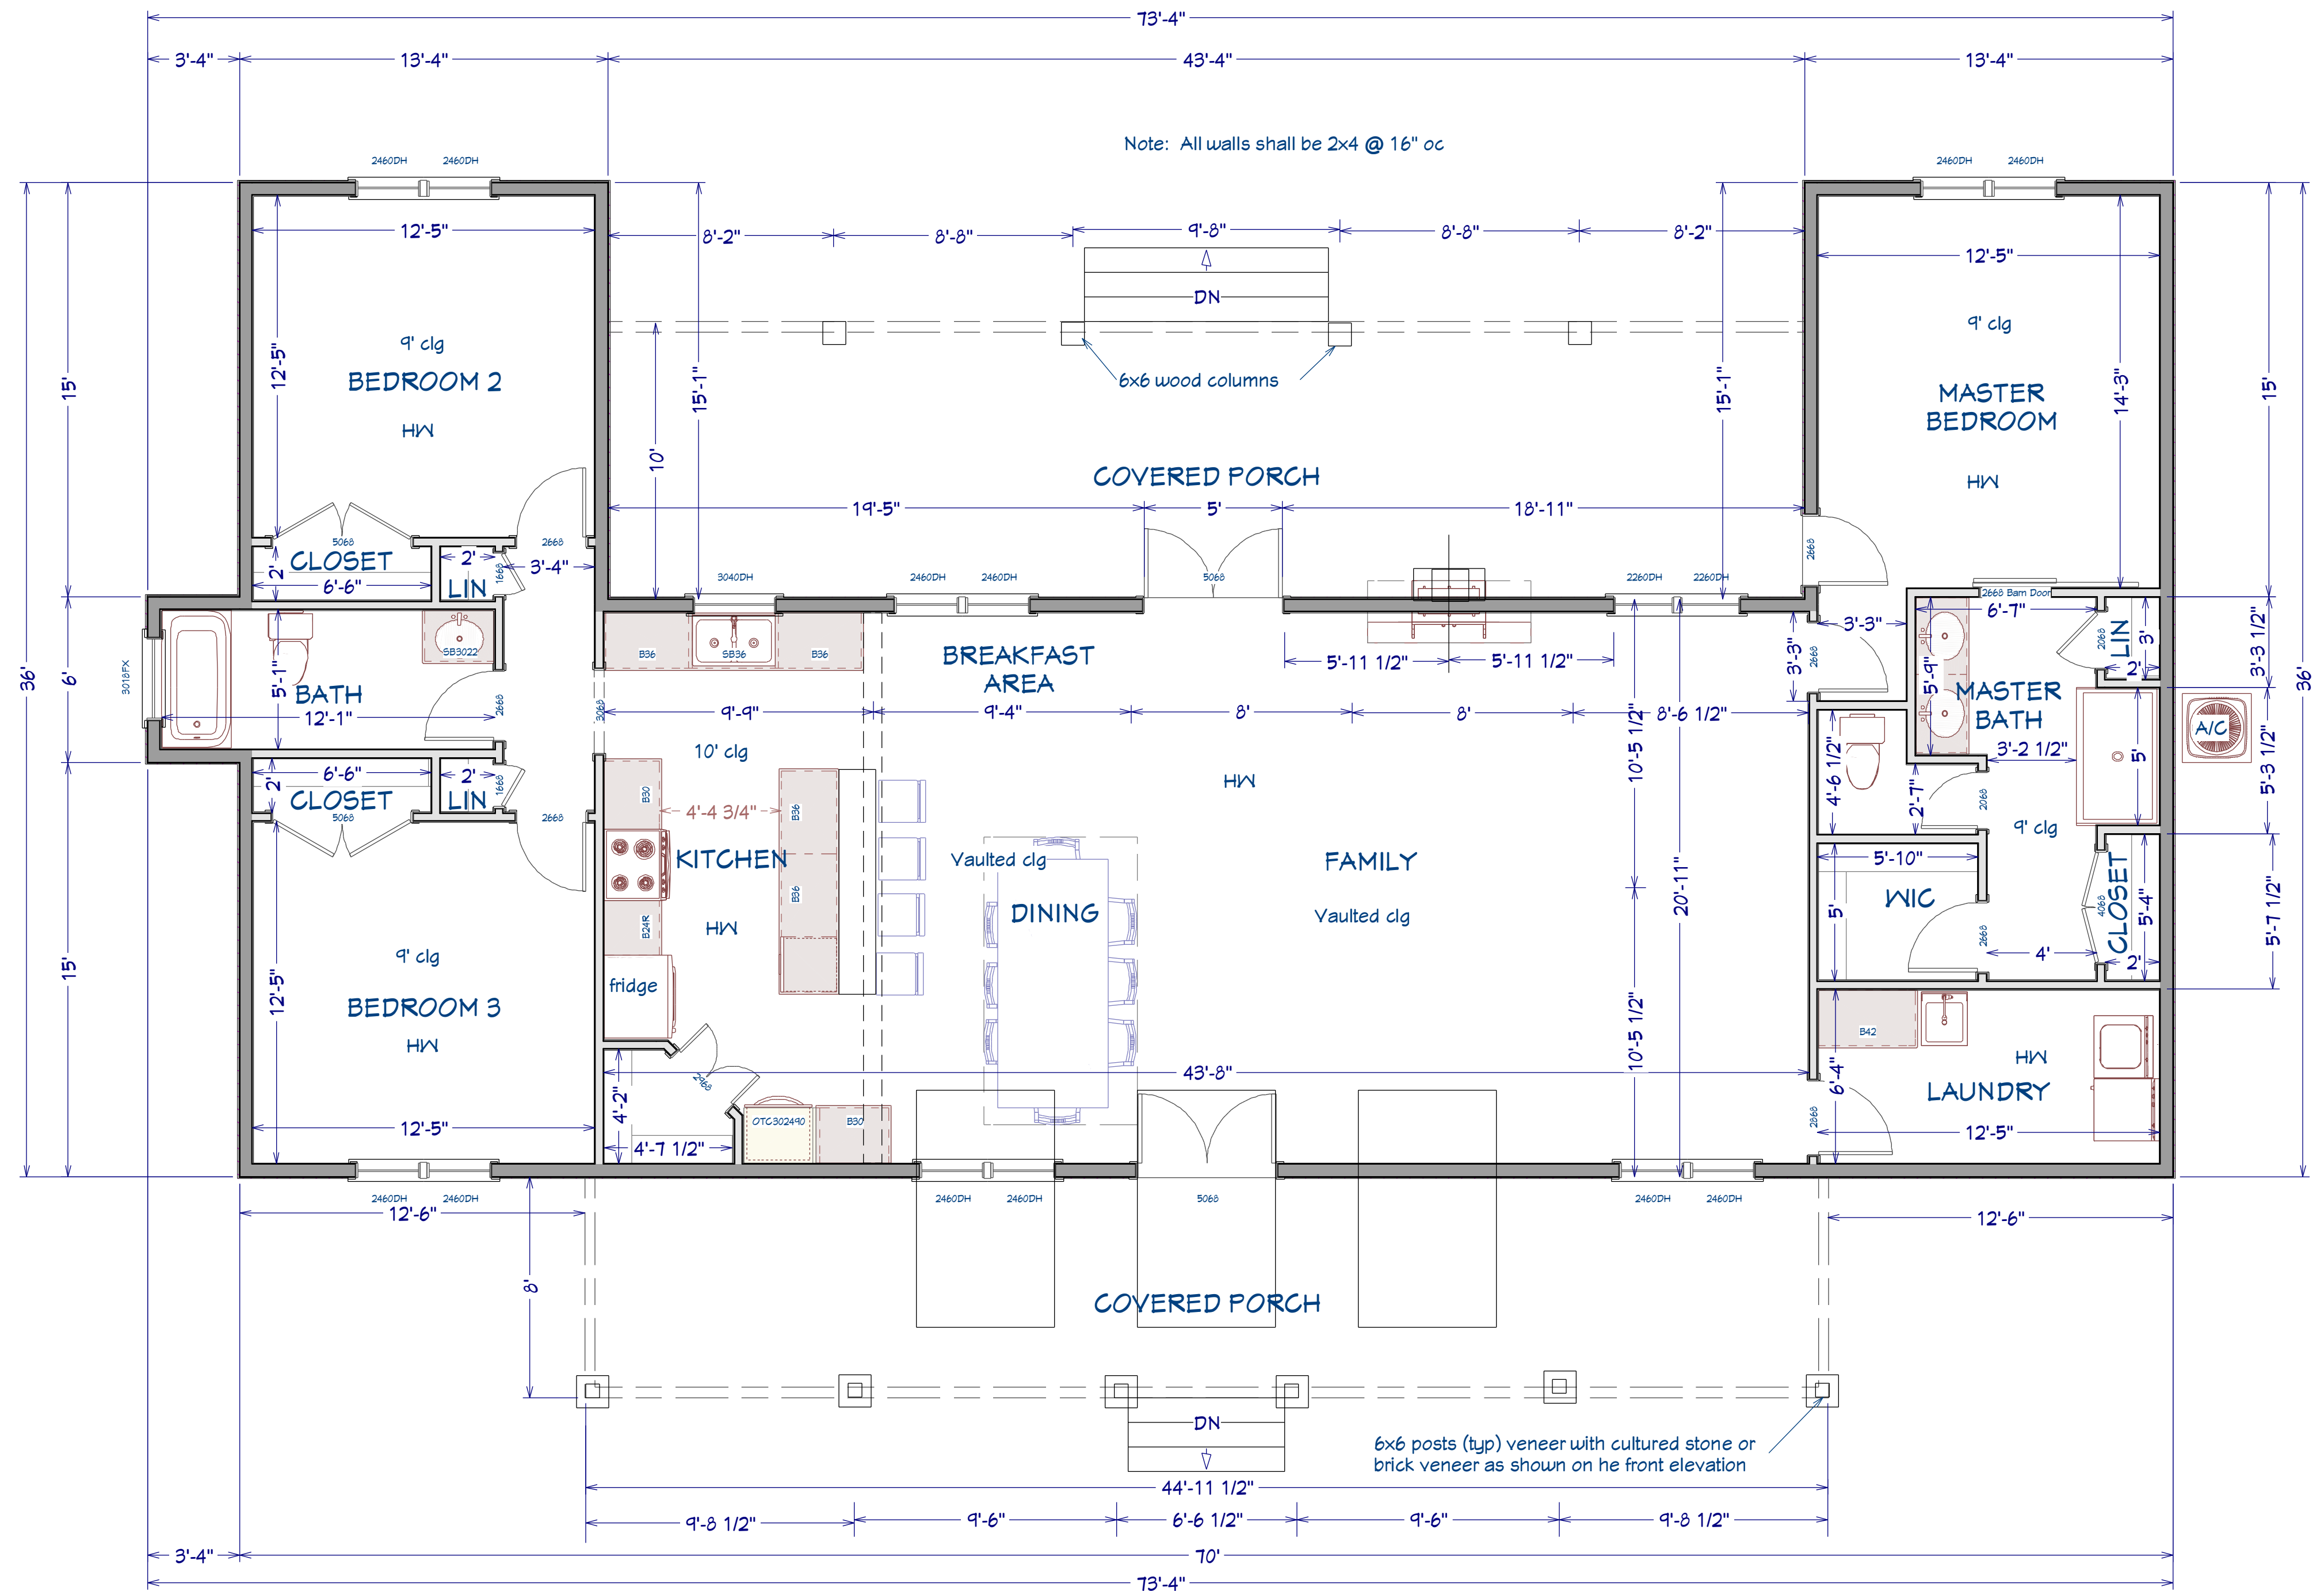 73'-4"
3'-4"
13'-4"
43'-4"
13'-4"
Note: All walls shall be 2x4 @ 16" oc
2460DH 2460DH
2460DH 2460DH
12'-5"
8'-2"
8'-8"
9'-8"
8'-8"
8'-2"
12'-5"
DN
9' clg
BEDROOM 2
HW
12'-5"
15'-1"
10'
6x6 wood columns
15'-1"
9' clg
MASTER
BEDROOM
HW
14'-3"
15'
36'
15'
36'
COVERED PORCH
19'-5"
5'
18'-11"
5068
CLOSET
2'
6'-6"
2'
LIN
1668
2668
3'-4"
3040DH
2460DH 2460DH
5068
2260DH 2260DH
2668
2668 Barn Door
6'-7"
3'-3"
3'-3"
2668
2068
LIN
3'
2'
3'-3 1/2"
6'
3018FX
5'-1"
BATH
12'-1"
SB3022
2668
3068
B36
SB36
B36
BREAKFAST
AREA
5'-11 1/2"
5'-11 1/2"
9'-9"
9'-4"
8'
8'
8'-6 1/2"
5'-9"
MASTER
BATH
3'-2 1/2"
5'
A/C
5'-3 1/2"
10' clg
HW
10'-5 1/2"
20'-11"
4'-6 1/2"
2'-7"
2068
9' clg
6'-6"
2'
CLOSET
5068
2'
LIN
1668
2668
B30
4'-4 3/4"
B36
KITCHEN
B36
B24R
HW
fridge
Vaulted clg
DINING
FAMILY
Vaulted clg
5'-10"
5'
WIC
2668
4'
4068
CLOSET
5'-4"
2'
5'-7 1/2"
9' clg
BEDROOM 3
HW
12'-5"
12'-5"
15'
2468
4'-2"
4'-7 1/2"
OTC302490
B30
43'-8"
10'-5 1/2"
B42
HW
LAUNDRY
6'-4"
2868
12'-5"
2460DH 2460DH
2460DH 2460DH
5068
2460DH 2460DH
12'-6"
12'-6"
8'
COVERED PORCH
DN
6x6 posts (typ) veneer with cultured stone or
brick veneer as shown on he front elevation
44'-11 1/2"
9'-8 1/2"
9'-6"
6'-6 1/2"
9'-6"
9'-8 1/2"
3'-4"
70'
73'-4"